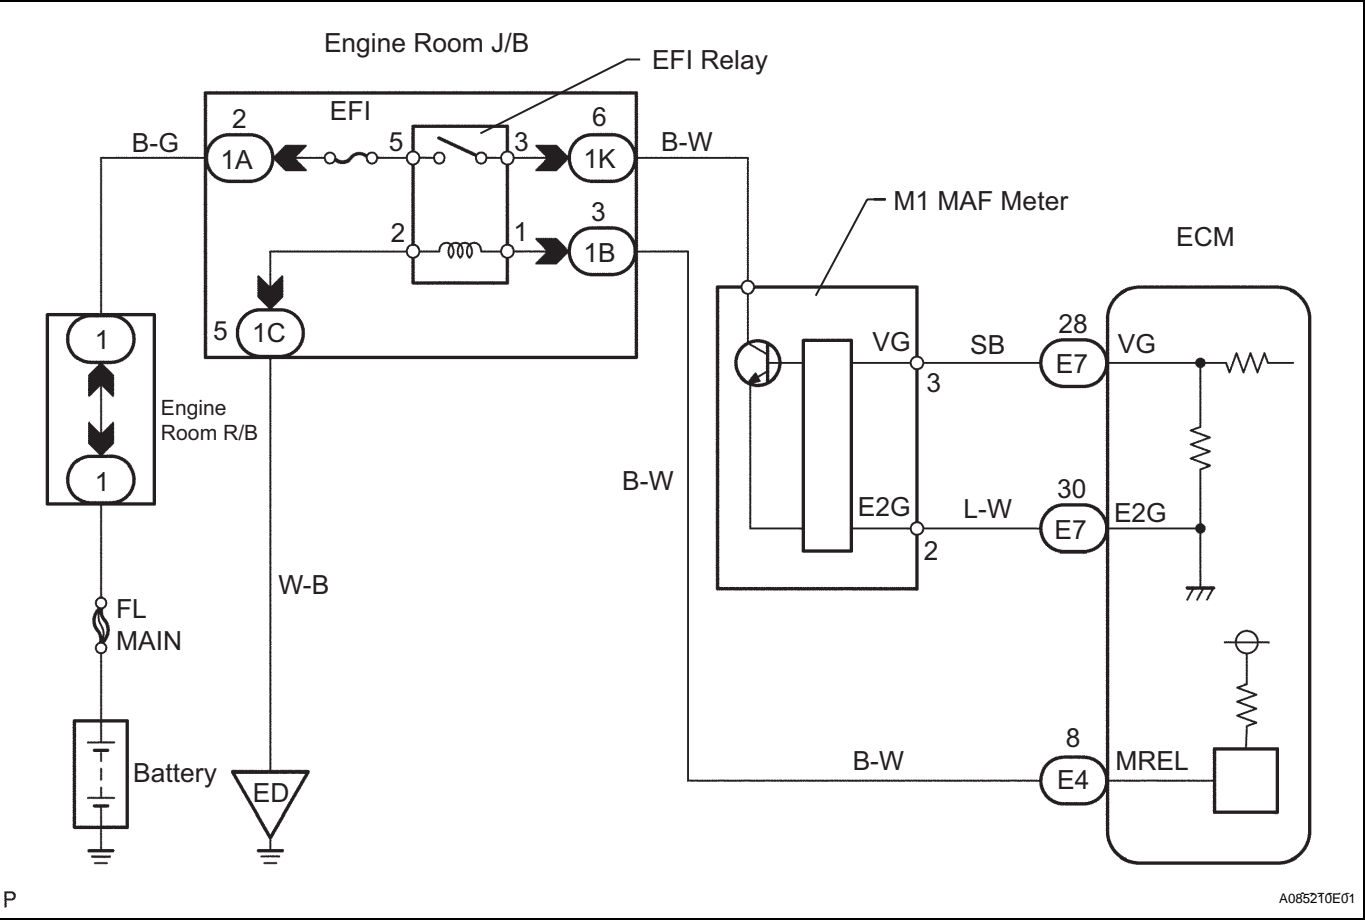 Engine Room J/B
EFI Relay
2
EFI
5
3
6
B-G
1A
1K
B-W
2
1
3
1B
M1 MAF Meter
ECM
5
1C
1
Engine
Room R/B
1
VG
3
SB
28
E7
VG
B-W
E2G
2
L-W
30
E7
E2G
W-B
FL
MAIN
Battery
ED
B-W
8
E4
MREL
P
A085210E01